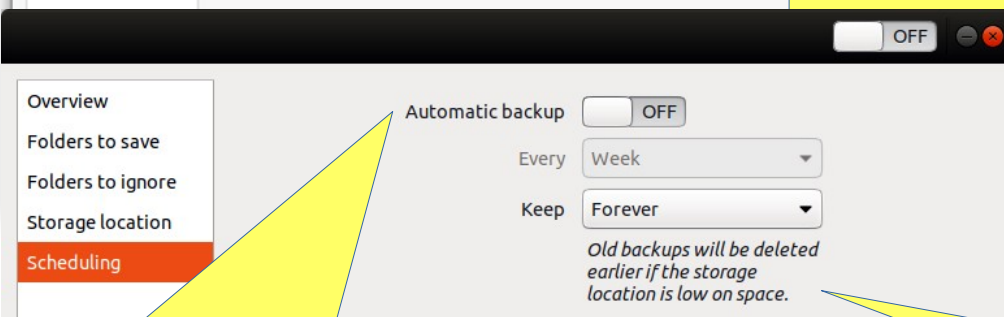 OFF
Overview
Folders to save
Folders to ignore
Storage location
Scheduling
Automatic backup OFF
Every Week
Keep Forever
Old backups will be deleted
earlier if the storage
location is low on space.